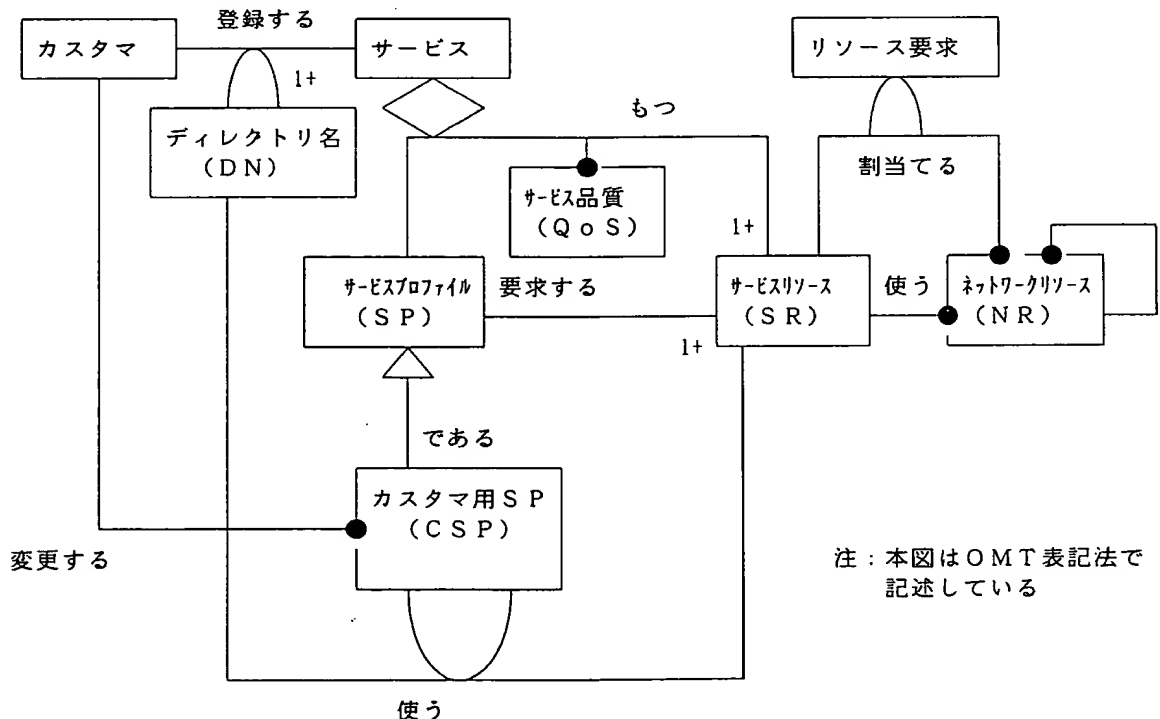 登録する
カスタマ
サービス
リソース要求
1+
もつ
ディレクトリ名
(DN)
割当てる
サービス品質
(QoS)
1+
サービスプロファイル
(SP)
要求する
サービスリソース
(SR)
使う
ネットワークリソース
(NR)
1+
である
カスタマ用SP
(CSP)
変更する
注:本図はOMT表記法で
記述している
使う